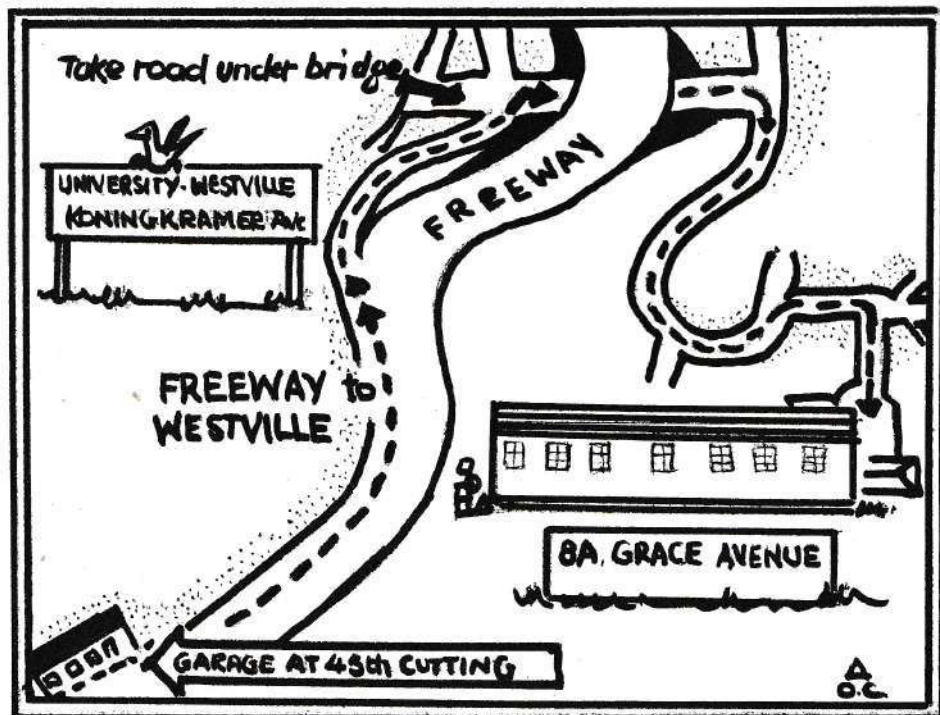 Take road under bridge
UNIVERSITY-WESTVILLE
KONINGKRAMER AVE
FREEWAY
FREEWAY to
WESTVILLE
8A, GRACE AVENUE
GARAGE AT 45th CUTTING
O.C.